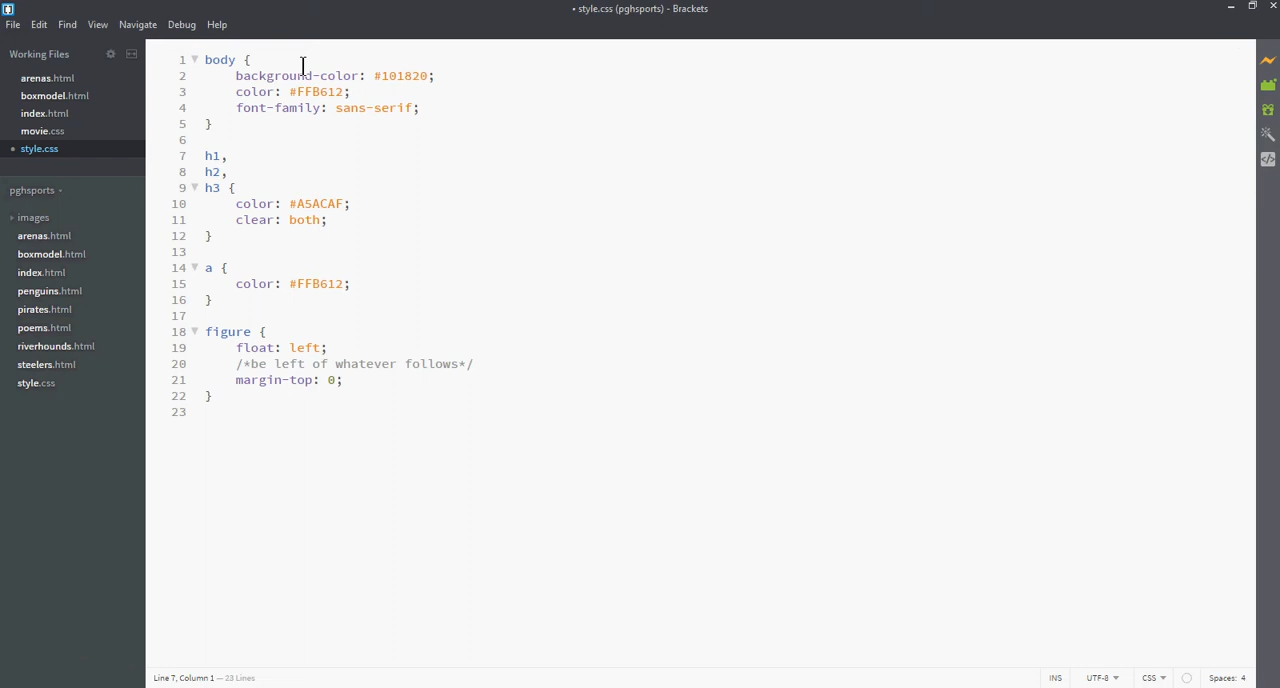 • style.css (pghsports) - Brackets
File Edit Find View Navigate Debug Help
Working Files
arenas.html
boxmodel.html
index.html
movie.css
style.css
pghsports
images
arenas.html
boxmodel.html
index.html
penguins.html
pirates.html
poems.html
riverhounds.html
steelers.html
style.css
1 body {
2 background-color: #101820;
3 color: #FFB612;
4 font-family: sans-serif;
5 }
6
7 h1,
8 h2,
9 h3 {
10 color: #A5ACAF;
11 clear: both;
12 }
13
14 a {
15 color: #FFB612;
16 }
17
18 figure {
19 float: left;
20 /*be left of whatever follows*/
21 margin-top: 0;
22 }
23
Line 7, Column 1 — 23 Lines
INS UTF-8 CSS Spaces: 4